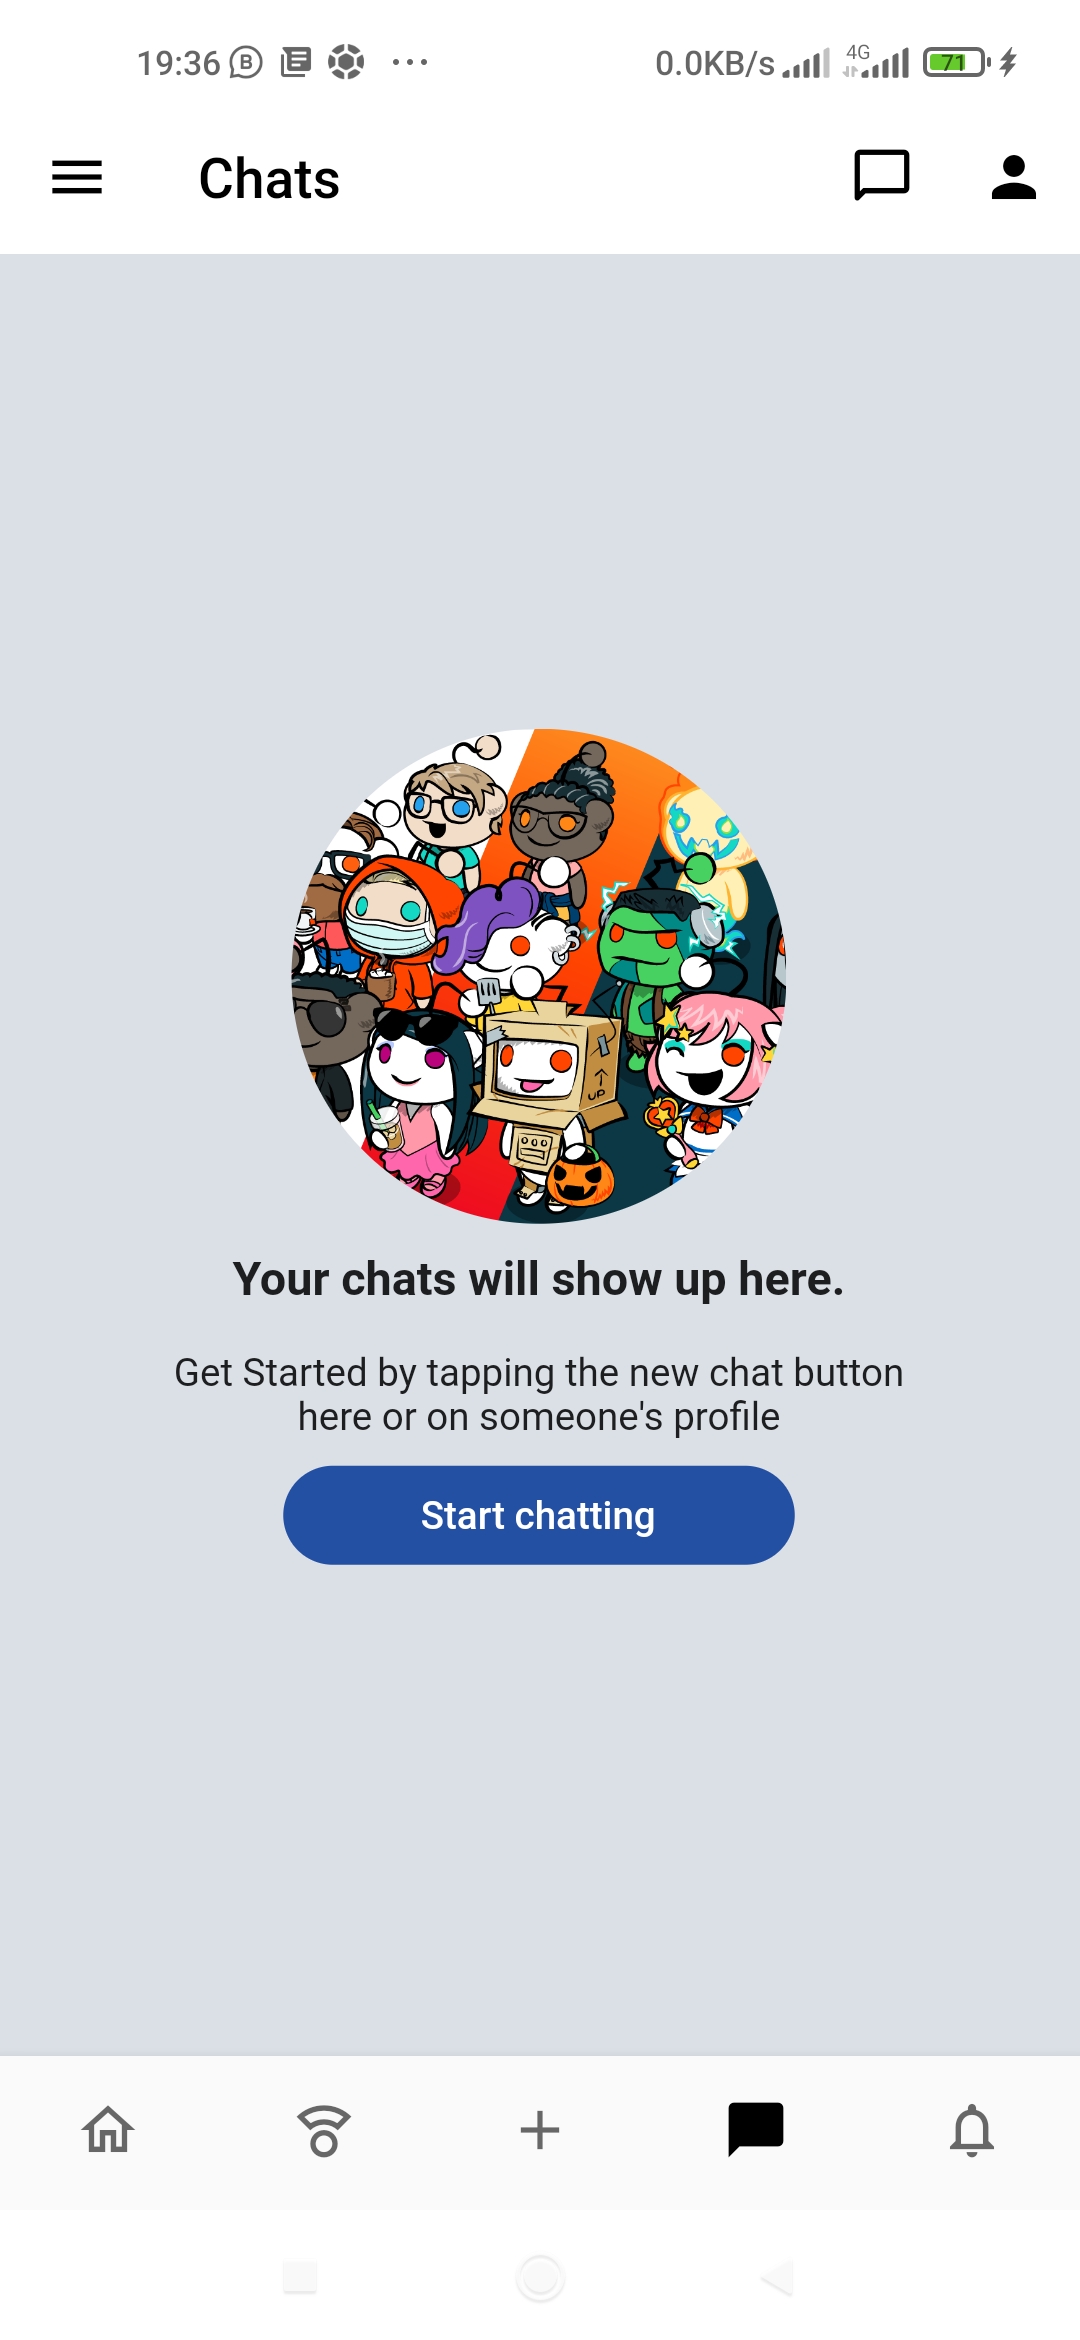 19:36 B 0.0KB/s 4G 71
Chats
UP
Your chats will show up here.
Get Started by tapping the new chat button
here or on someone's profile
Start chatting